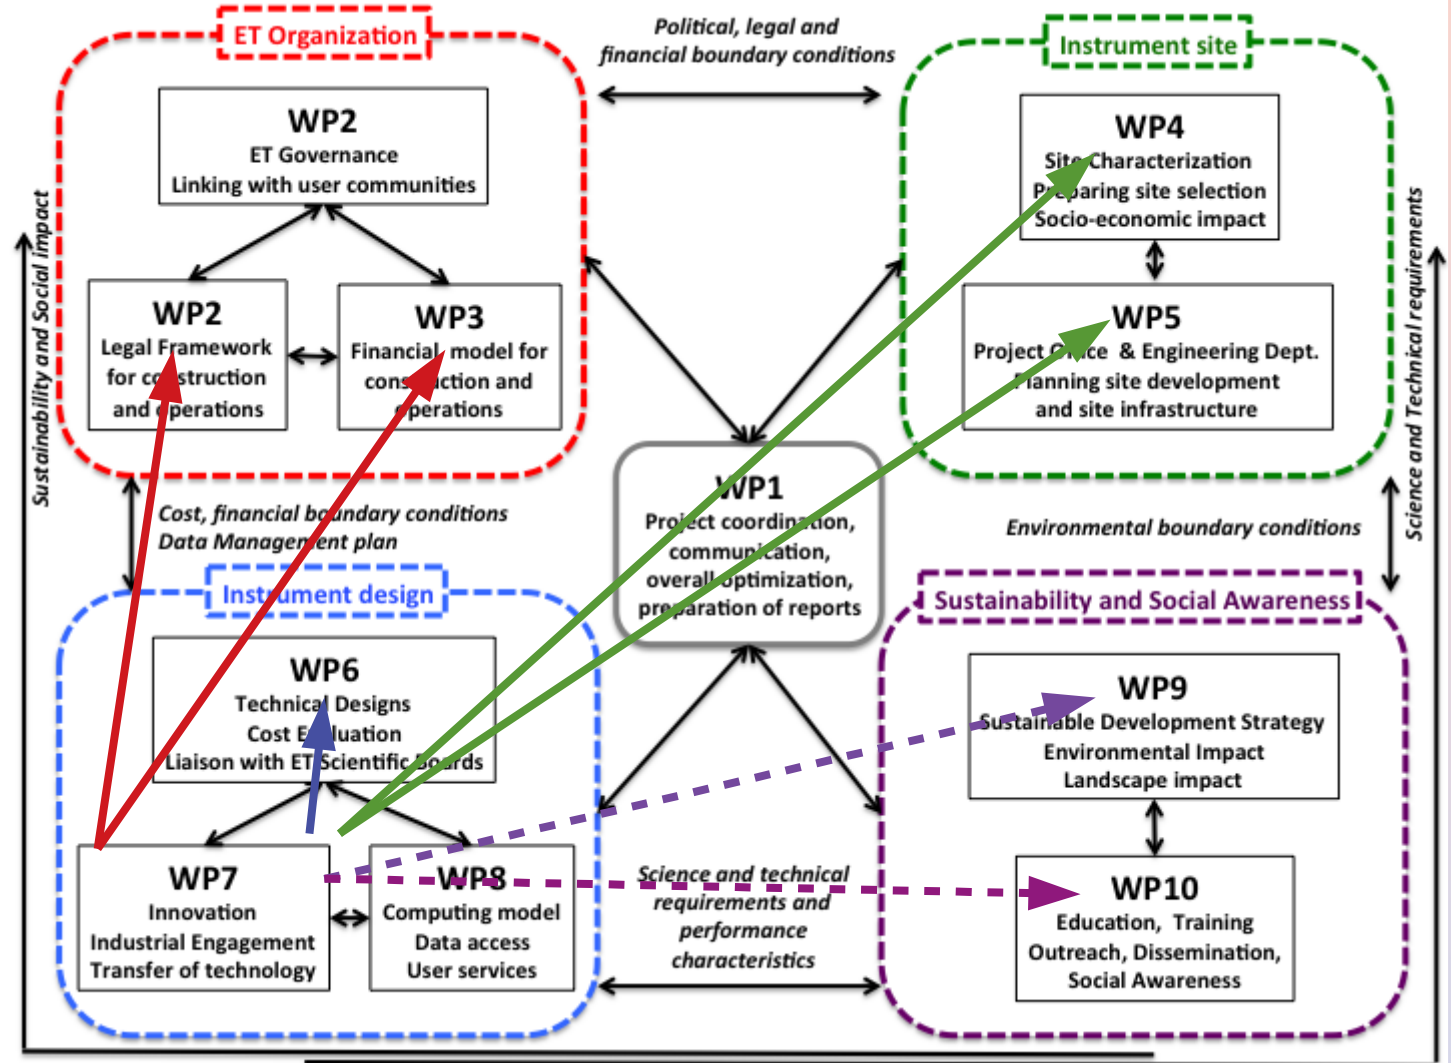 ET Organization
Political, legal and
financial boundary conditions
Instrument site
WP2
ET Governance
Linking with user communities
WP4
Site Characterization
Preparing site selection
Socio-economic impact
Sustainability and Social impact
Science and Technical requirements
WP2
Legal Framework
for construction
and operations
WP3
Financial model for
construction and
operations
WP5
Project Office & Engineering Dept.
Planning site development
and site infrastructure
WP1
Project coordination,
communication,
overall optimization,
preparation of reports
Cost, financial boundary conditions
Data Management plan
Environmental boundary conditions
Instrument design
Sustainability and Social Awareness
WP6
Technical Designs
Cost Evaluation
Liaison with ET Scientific Boards
WP9
Sustainable Development Strategy
Environmental Impact
Landscape impact
WP7
Innovation
Industrial Engagement
Transfer of technology
WP8
Computing model
Data access
User services
Science and technical
requirements and
performance
characteristics
WP10
Education, Training
Outreach, Dissemination,
Social Awareness